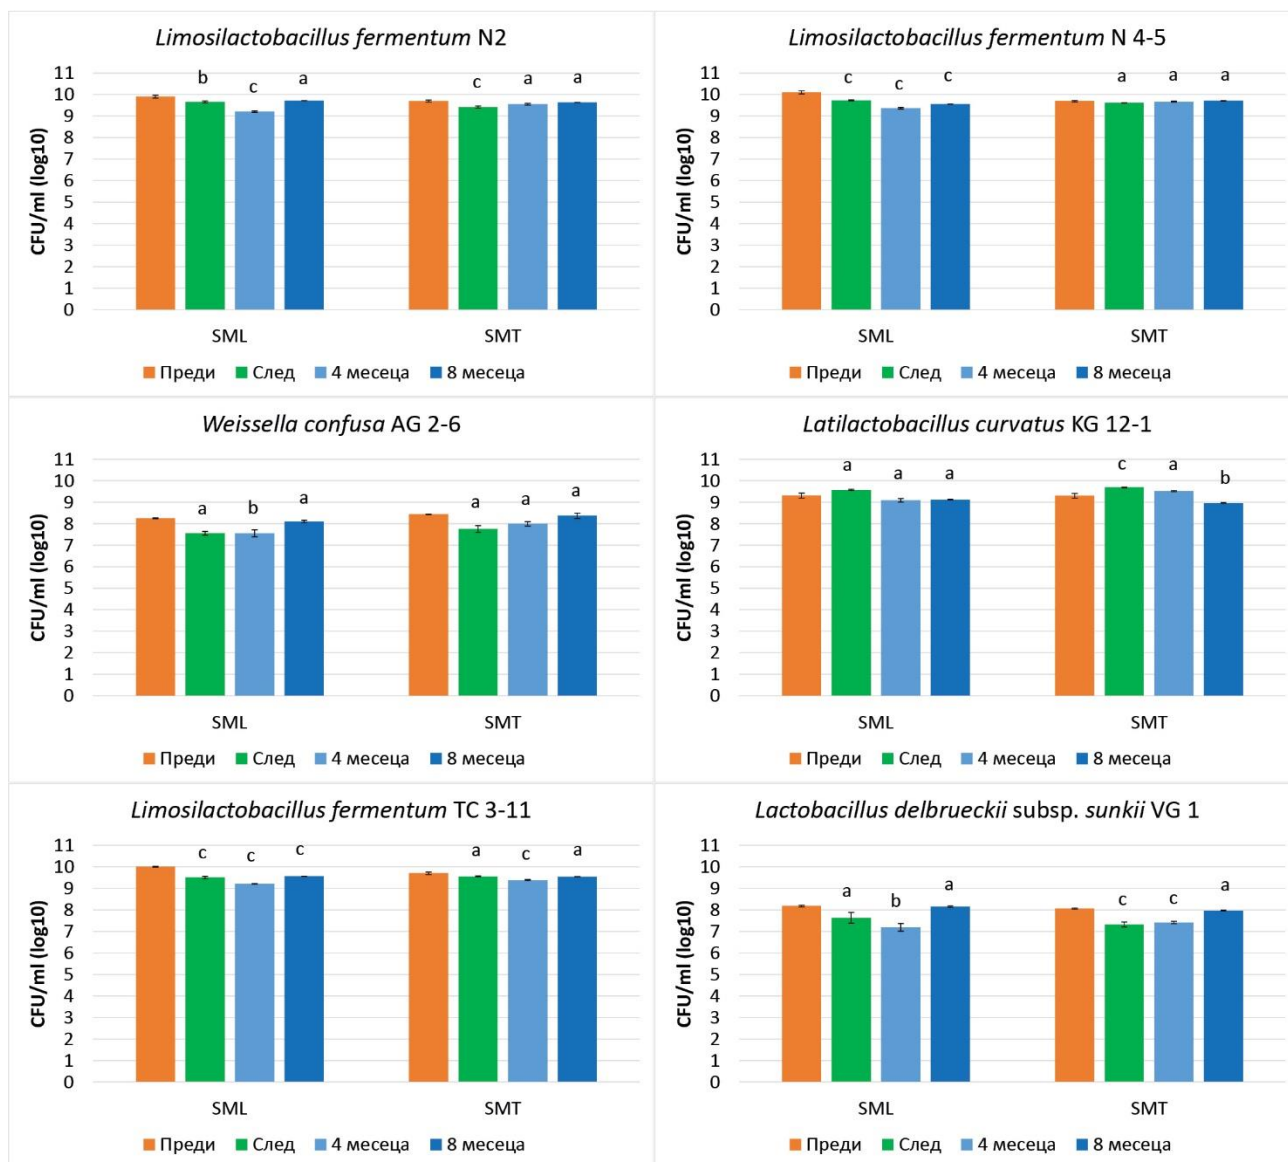 Limosilactobacillus fermentum N2
b c a c a a
11
10
9
8
7
6
5
4
3
2
1
0
CFU/ml (log10)
SML SMT
Преди След 4 месеца 8 месеца
Limosilactobacillus fermentum N 4-5
c c c a a a
11
10
9
8
7
6
5
4
3
2
1
0
CFU/ml (log10)
SML SMT
Преди След 4 месеца 8 месеца
Weissella confusa AG 2-6
a b a a a a
11
10
9
8
7
6
5
4
3
2
1
0
CFU/ml (log10)
SML SMT
Преди След 4 месеца 8 месеца
Latilactobacillus curvatus KG 12-1
a a a c a b
11
10
9
8
7
6
5
4
3
2
1
0
CFU/ml (log10)
SML SMT
Преди След 4 месеца 8 месеца
Limosilactobacillus fermentum TC 3-11
c c c a c a
11
10
9
8
7
6
5
4
3
2
1
0
CFU/ml (log10)
SML SMT
Преди След 4 месеца 8 месеца
Lactobacillus delbrueckii subsp. sunkii VG 1
a b a c c a
11
10
9
8
7
6
5
4
3
2
1
0
CFU/ml (log10)
SML SMT
Преди След 4 месеца 8 месеца